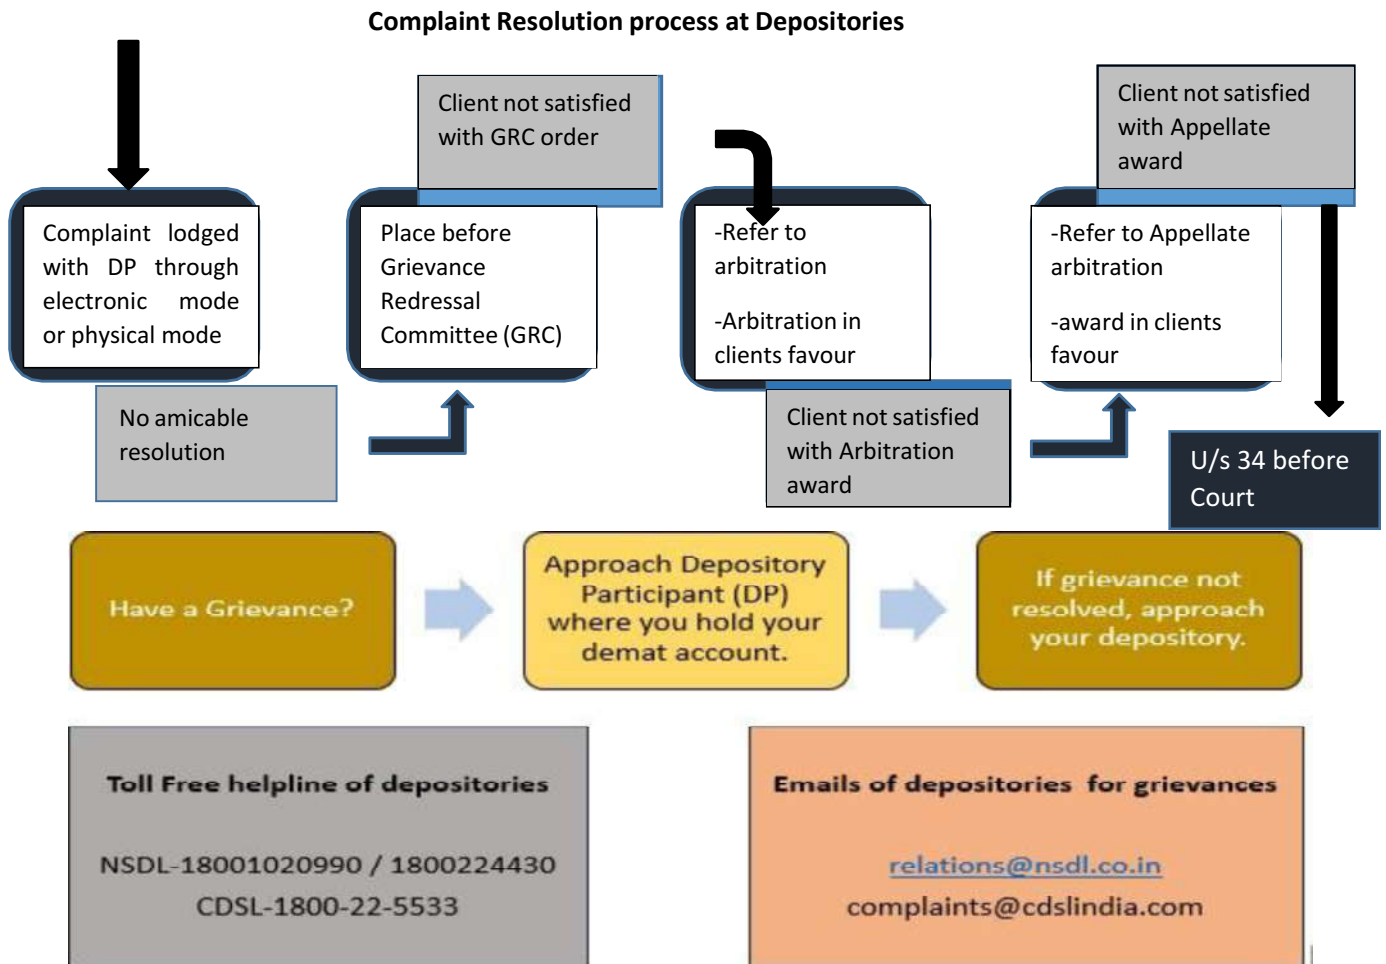 Complaint Resolution process at Depositories
Client not satisfied
with GRC order
Client not satisfied
with Appellate
award
Complaint lodged
with DP through
electronic mode
or physical mode
Place before
Grievance
Redressal
Committee (GRC)
-Refer to
arbitration
-Arbitration in
clients favour
-Refer to Appellate
arbitration
-award in clients
favour
No amicable
resolution
Client not satisfied
with Arbitration
award
U/s 34 before
Court
Have a Grievance?
Approach Depository
Participant (DP)
where you hold your
demat account.
If grievance not
resolved, approach
your depository.
Toll Free helpline of depositories
NSDL-18001020990 / 1800224430
CDSL-1800-22-5533
Emails of depositories for grievances
relations@nsdl.co.in
complaints@cdslindia.com